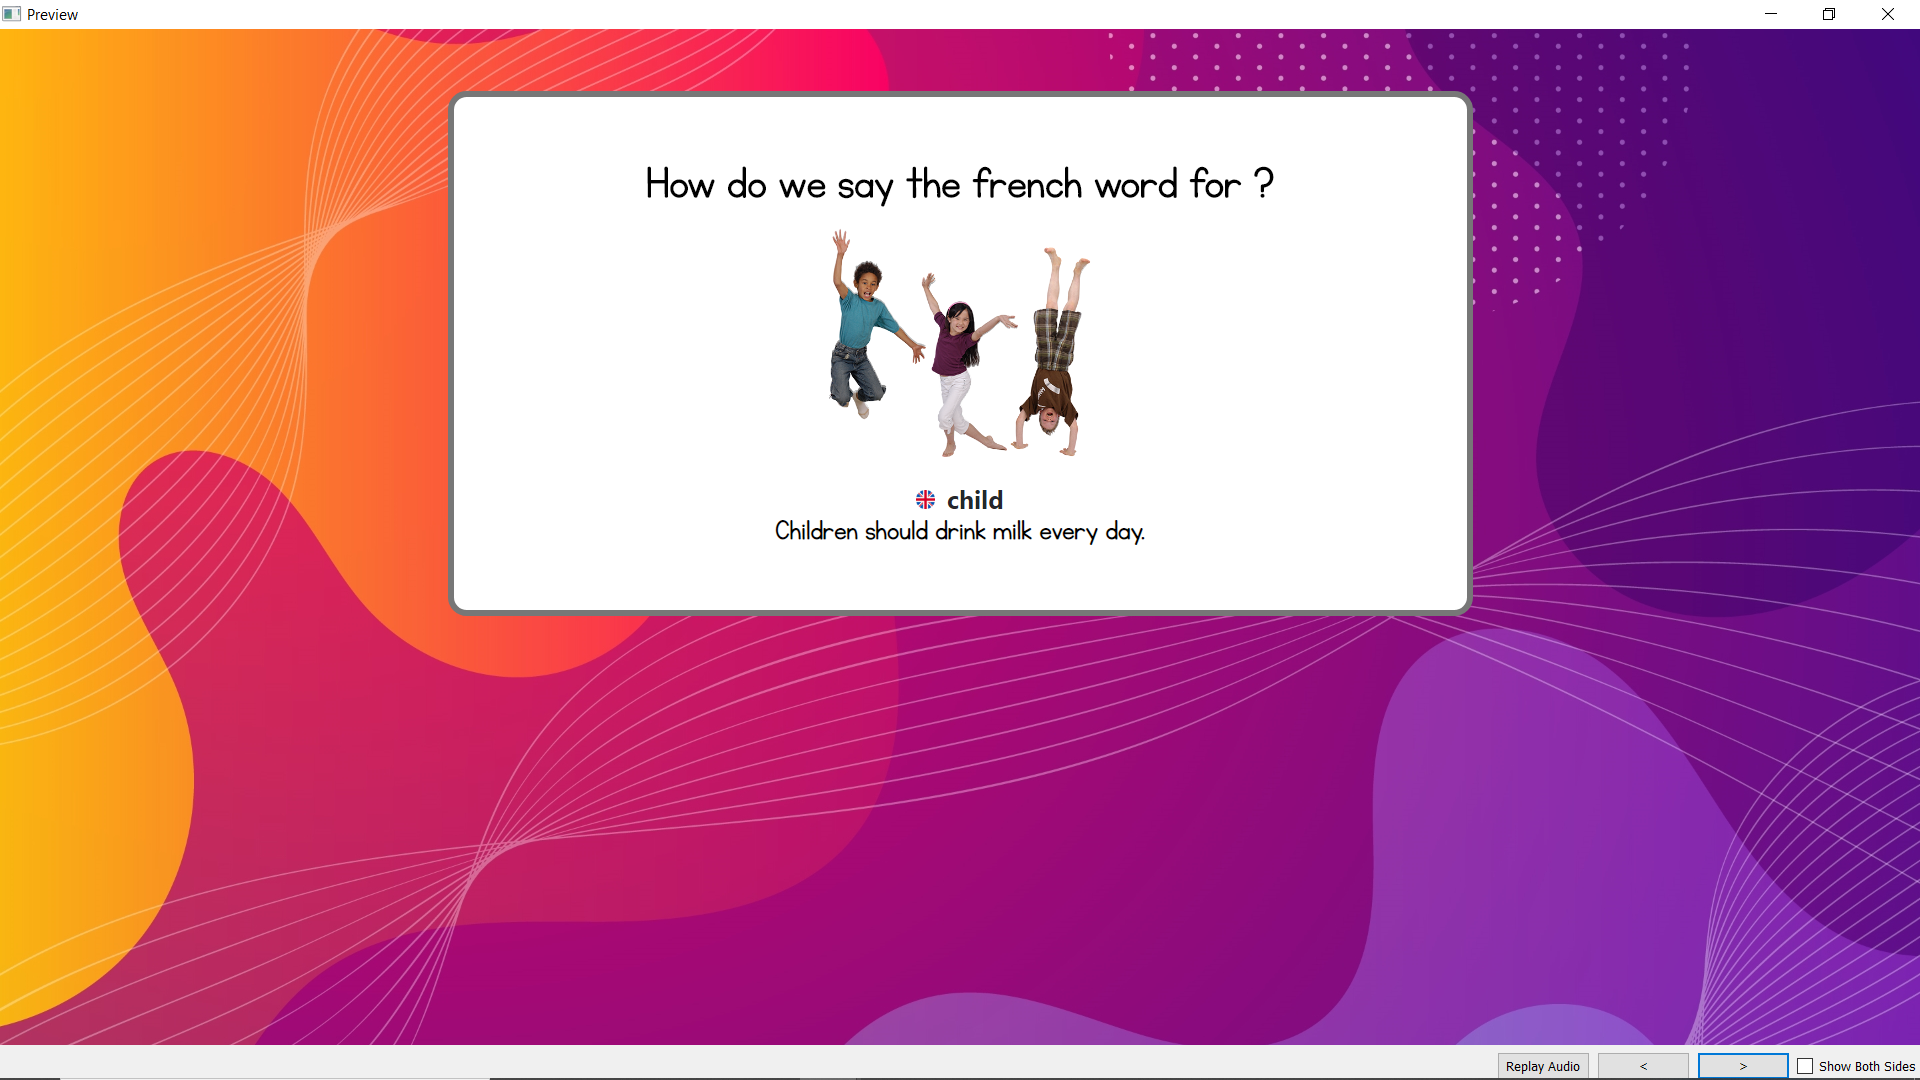 Preview
How do we say the french word for ?
child
Children should drink milk every day.
Replay Audio < > Show Both Sides